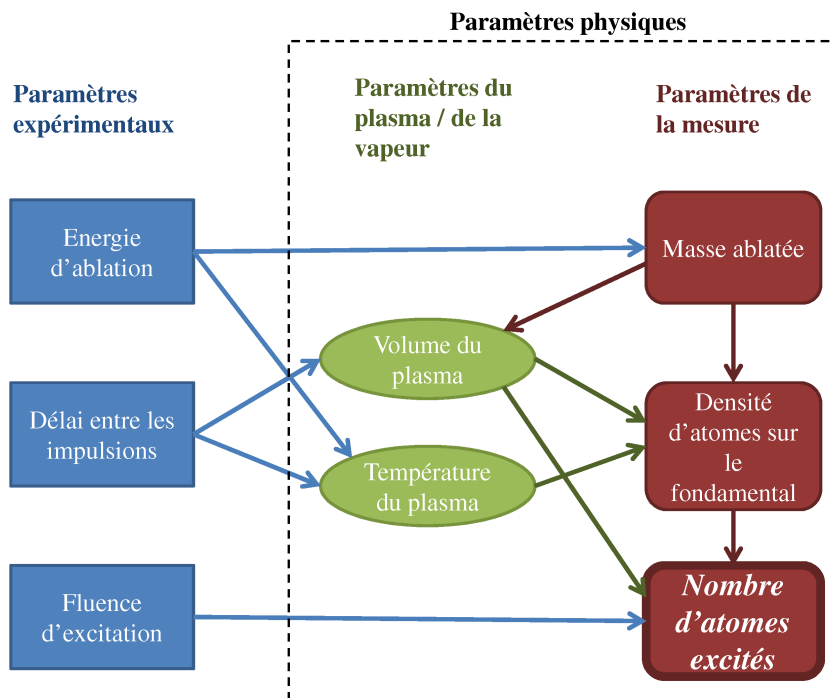 Paramètres physiques
Paramètres
expérimentaux
Paramètres du
plasma / de la
vapeur
Paramètres de
la mesure
Energie
d’ablation
Masse ablatée
Volume du
plasma
Délai entre les
impulsions
Densité
d’atomes sur
le
fondamental
Température
du plasma
Fluence
d’excitation
Nombre
d’atomes
excités